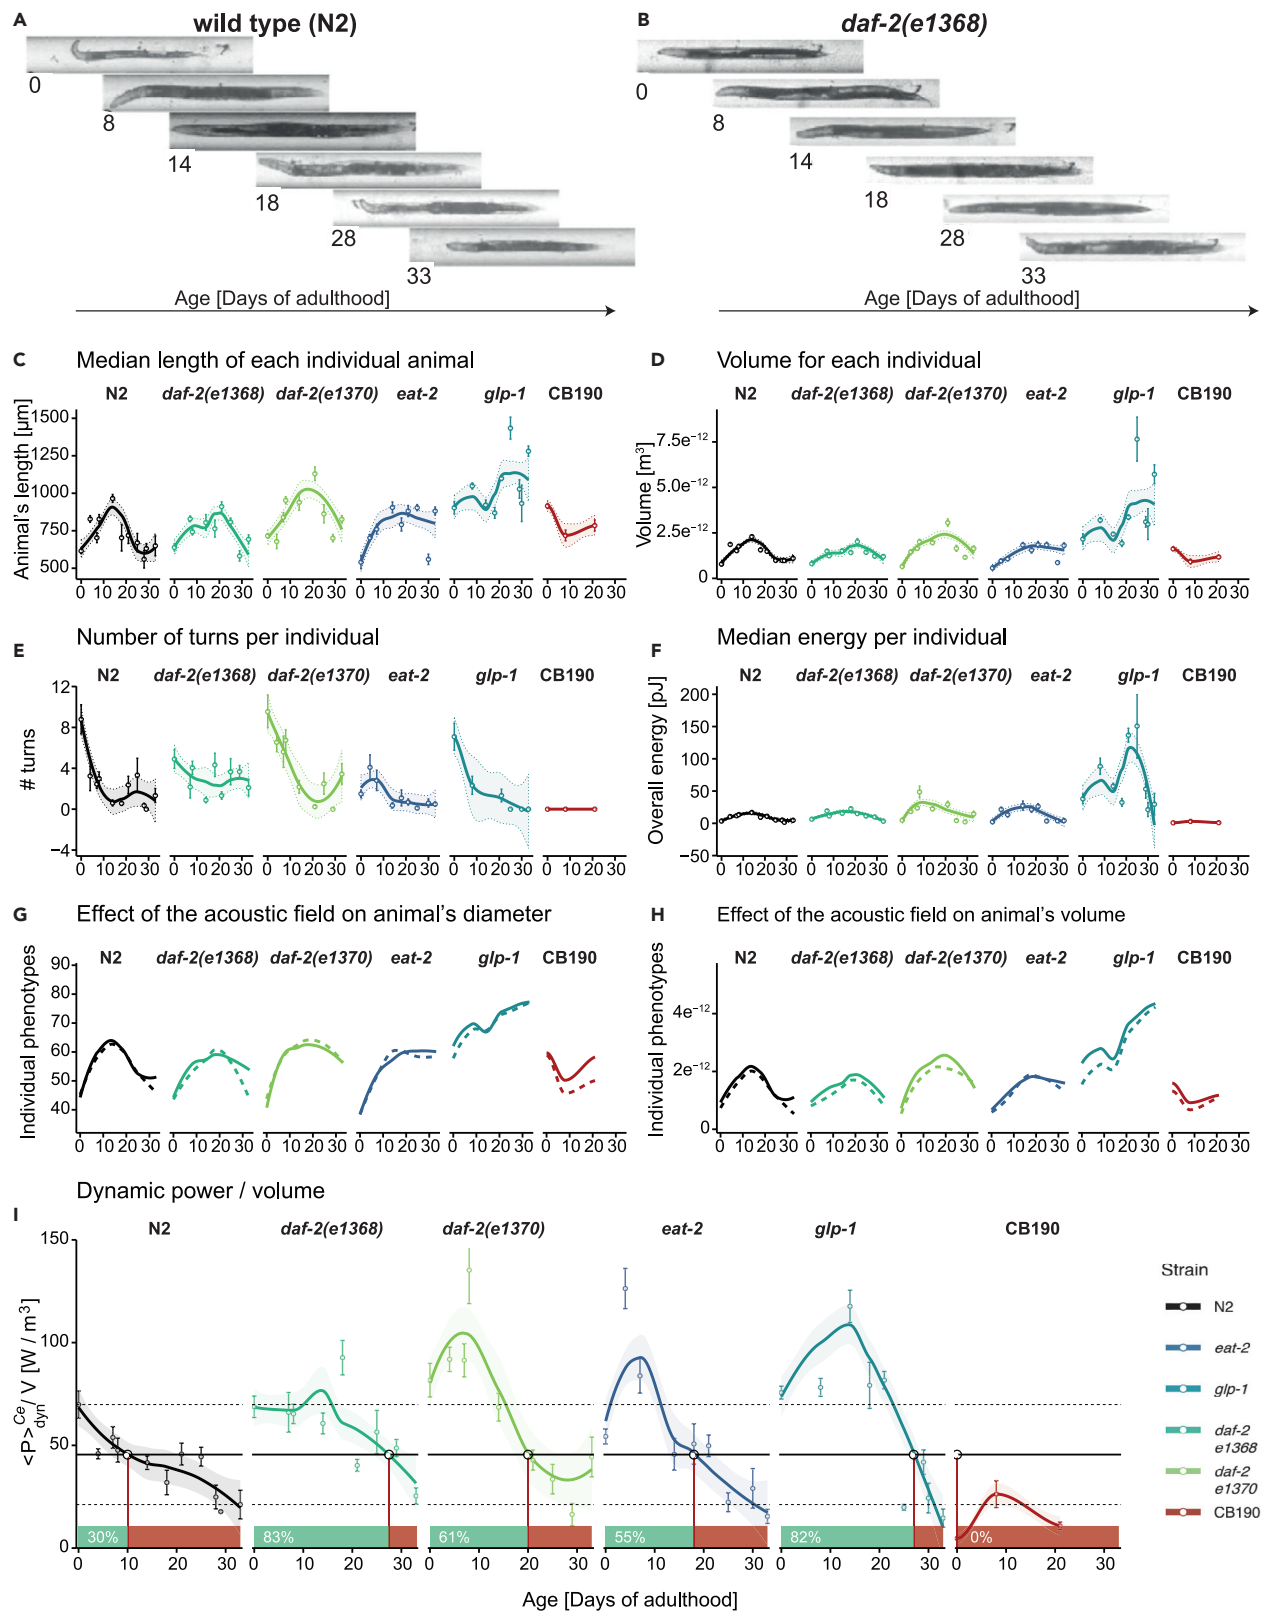 A wild type (N2)
0
8
14
18
28
33
Age [Days of adulthood]
B daf-2(e1368)
0
8
14
18
28
33
Age [Days of adulthood]
C Median length of each individual animal
N2 daf-2(e1368) daf-2(e1370) eat-2 glp-1 CB190
Animal's length [µm]
1500
1250
1000
750
500
0 10 20 30 0 10 20 30 0 10 20 30 0 10 20 30 0 10 20 30 0 10 20 30
D Volume for each individual
N2 daf-2(e1368) daf-2(e1370) eat-2 glp-1 CB190
Volume [m³]
7.5e⁻¹²
5.0e⁻¹²
2.5e⁻¹²
0
0 10 20 30 0 10 20 30 0 10 20 30 0 10 20 30 0 10 20 30 0 10 20 30
E Number of turns per individual
N2 daf-2(e1368) daf-2(e1370) eat-2 glp-1 CB190
# turns
12
8
4
0
−4
0 10 20 30 0 10 20 30 0 10 20 30 0 10 20 30 0 10 20 30 0 10 20 30
F Median energy per individual
N2 daf-2(e1368) daf-2(e1370) eat-2 glp-1 CB190
Overall energy [pJ]
200
150
100
50
0
−50
0 10 20 30 0 10 20 30 0 10 20 30 0 10 20 30 0 10 20 30 0 10 20 30
G Effect of the acoustic field on animal's diameter
N2 daf-2(e1368) daf-2(e1370) eat-2 glp-1 CB190
Individual phenotypes
90
80
70
60
50
40
0 10 20 30 0 10 20 30 0 10 20 30 0 10 20 30 0 10 20 30 0 10 20 30
H Effect of the acoustic field on animal's volume
N2 daf-2(e1368) daf-2(e1370) eat-2 glp-1 CB190
Individual phenotypes
4e⁻¹²
2e⁻¹²
0
0 10 20 30 0 10 20 30 0 10 20 30 0 10 20 30 0 10 20 30 0 10 20 30
Dynamic power / volume
I N2 daf-2(e1368) daf-2(e1370) eat-2 glp-1 CB190
<P>Ce dyn / V [W / m³]
150
100
50
0
30% 83% 61% 55% 82% 0%
0 10 20 30 0 10 20 30 0 10 20 30 0 10 20 30 0 10 20 30 0 10 20 30
Age [Days of adulthood]
Strain
N2
eat-2
glp-1
daf-2
e1368
daf-2
e1370
CB190